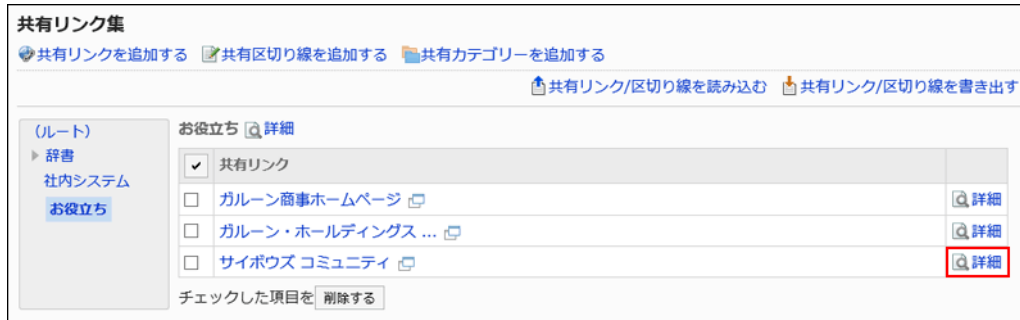 共有リンク集
共有リンクを追加する 共有区切り線を追加する 共有カテゴリーを追加する
共有リンク/区切り線を読み込む 共有リンク/区切り線を書き出す
(ルート)
辞書
社内システム
お役立ち
お役立ち 詳細
共有リンク
ガルーン商事ホームページ 詳細
ガルーン・ホールディングス ... 詳細
サイボウズ コミュニティ 詳細
チェックした項目を 削除する